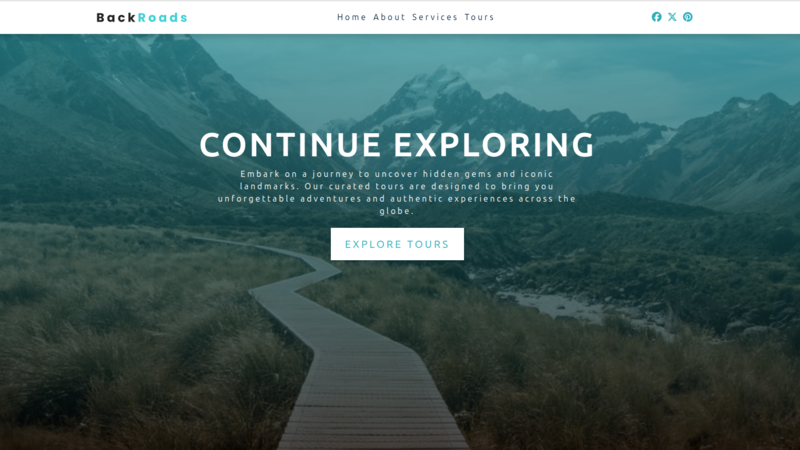 BackRoads
Home About Services Tours
CONTINUE EXPLORING
Embark on a journey to uncover hidden gems and iconic
landmarks. Our curated tours are designed to bring you
unforgettable adventures and authentic experiences across the
globe.
EXPLORE TOURS